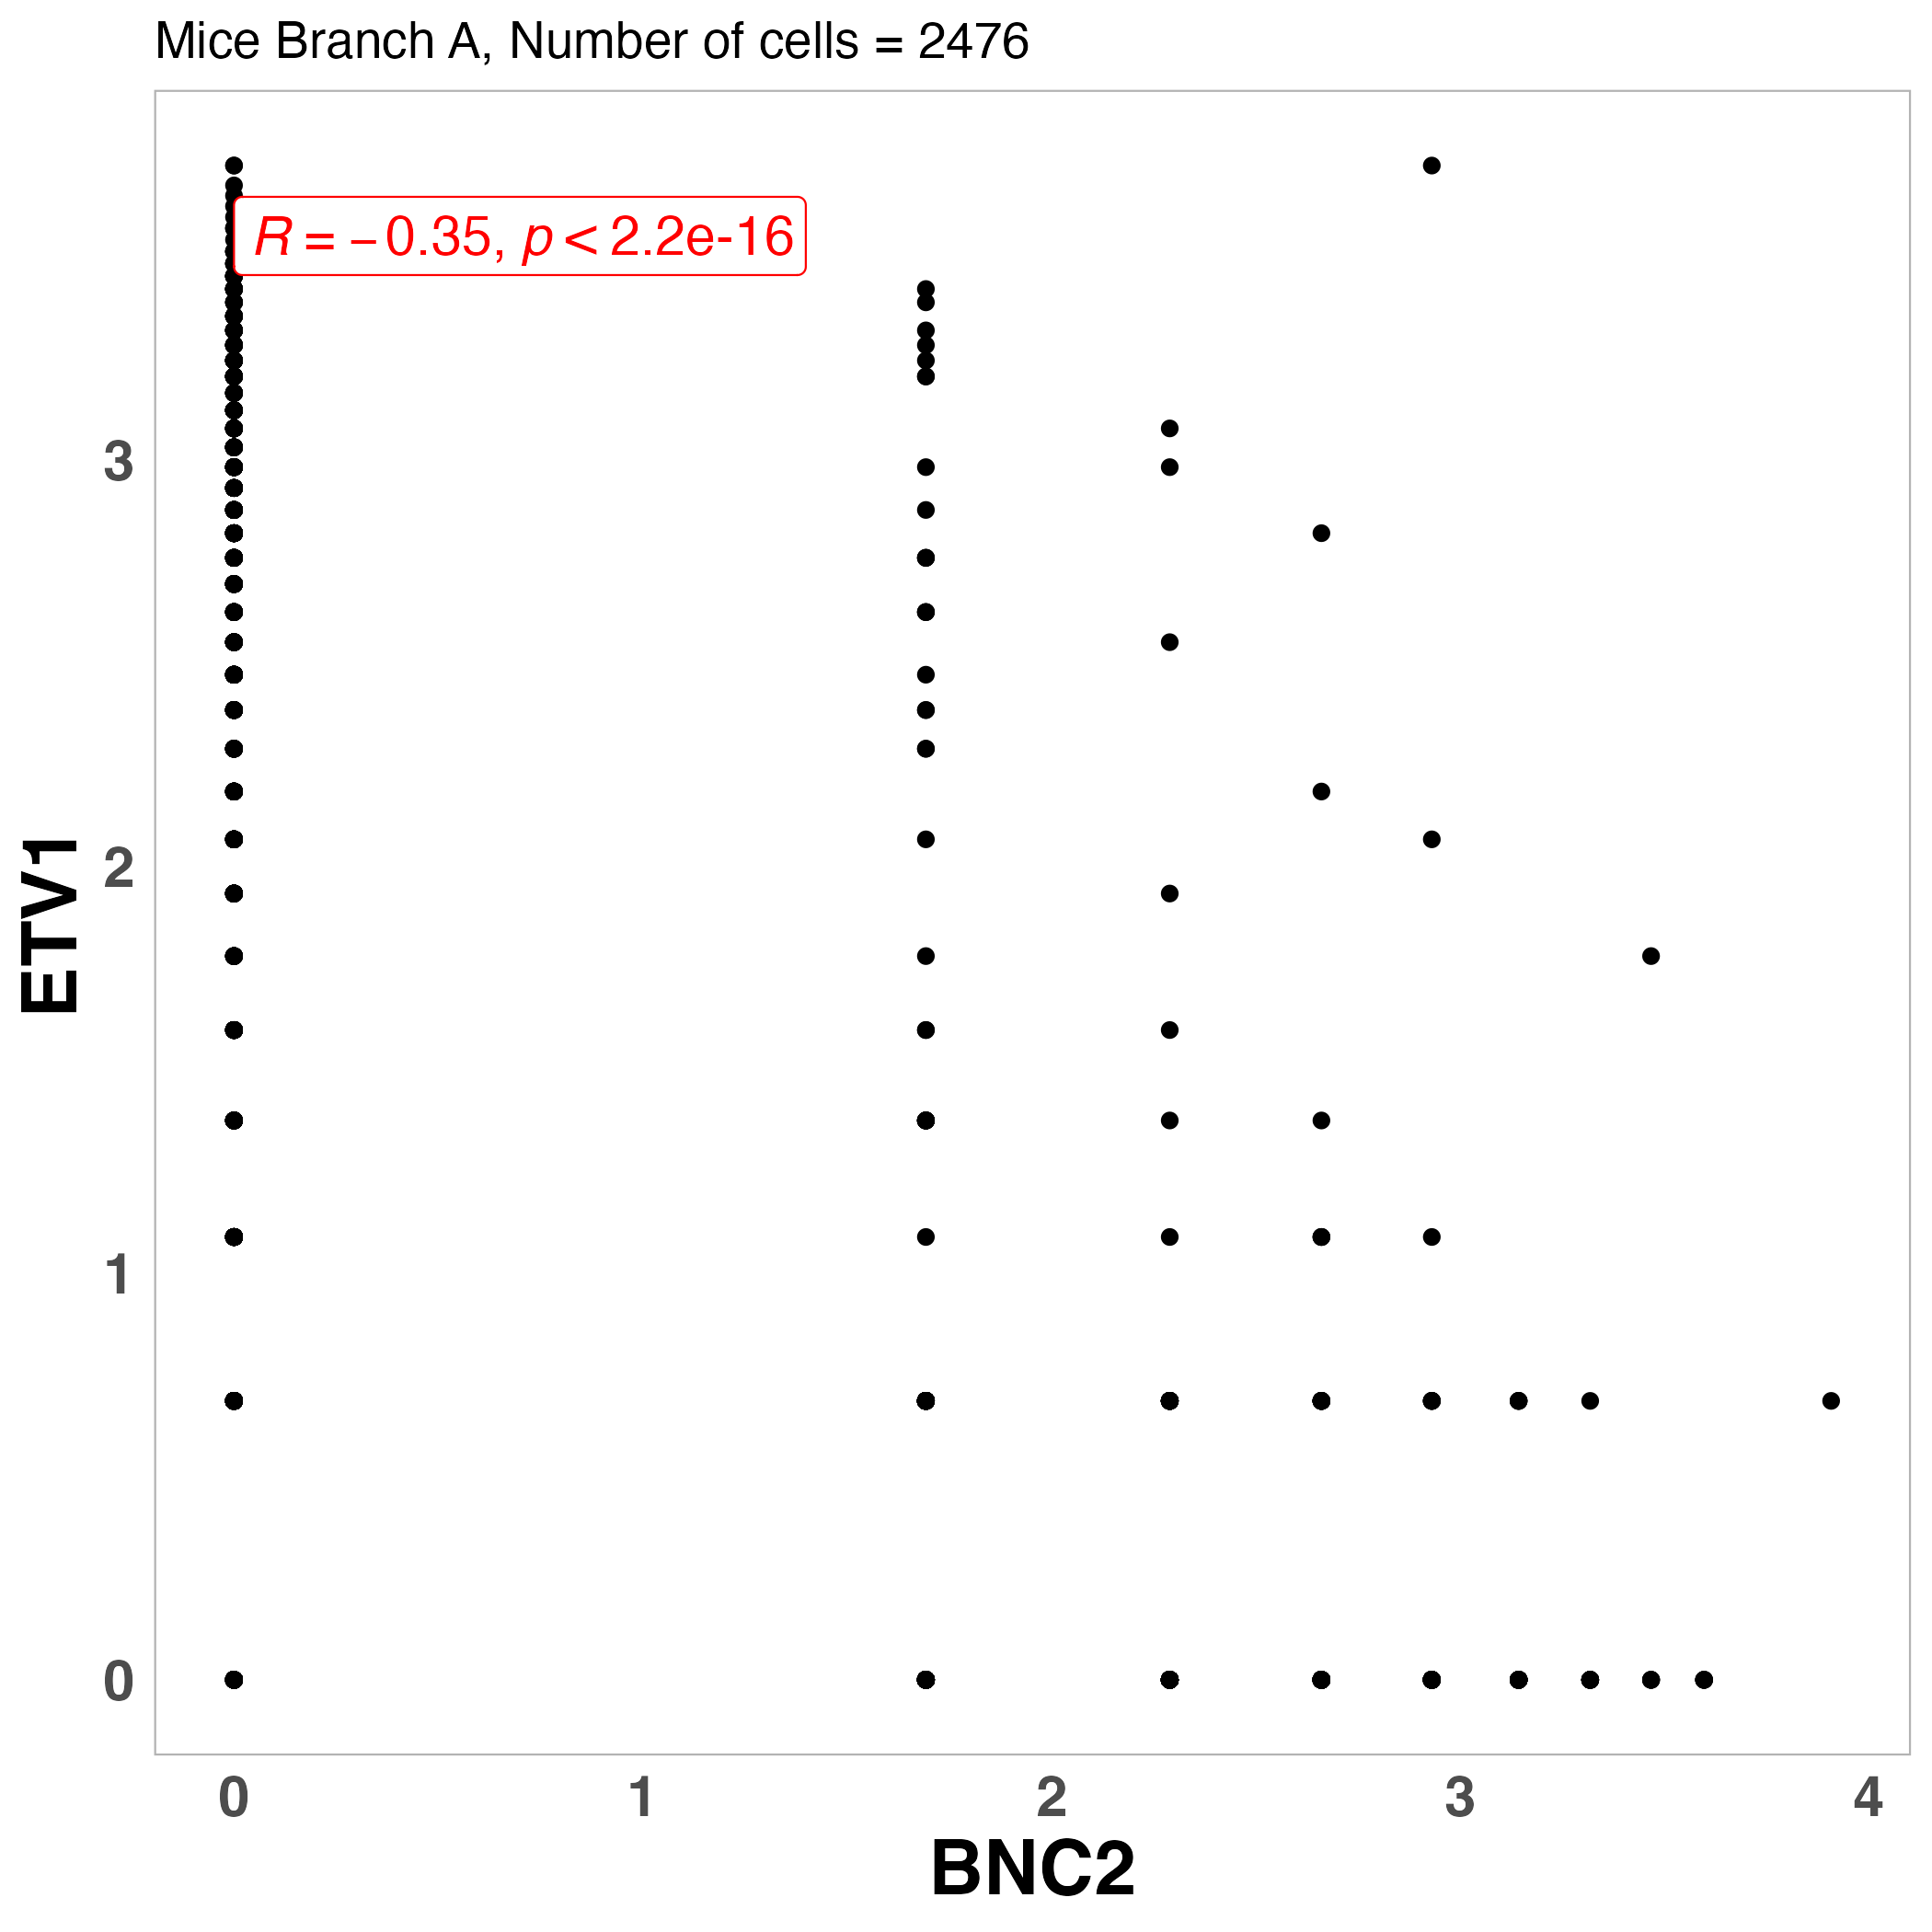 Mice Branch A, Number of cells = 2476
R = −0.35, p < 2.2e-16
3
2
1
0
ETV1
0 1 2 3 4
BNC2